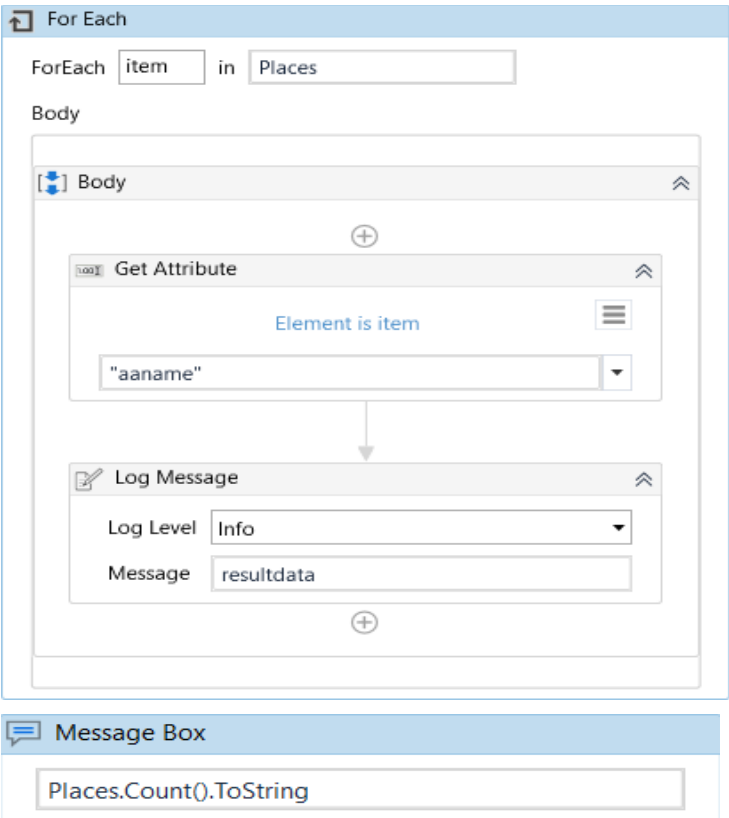 For Each
ForEach item in Places
Body
Body
Get Attribute
Element is item
"aaname"
Log Message
Log Level Info
Message resultdata
Message Box
Places.Count().ToString